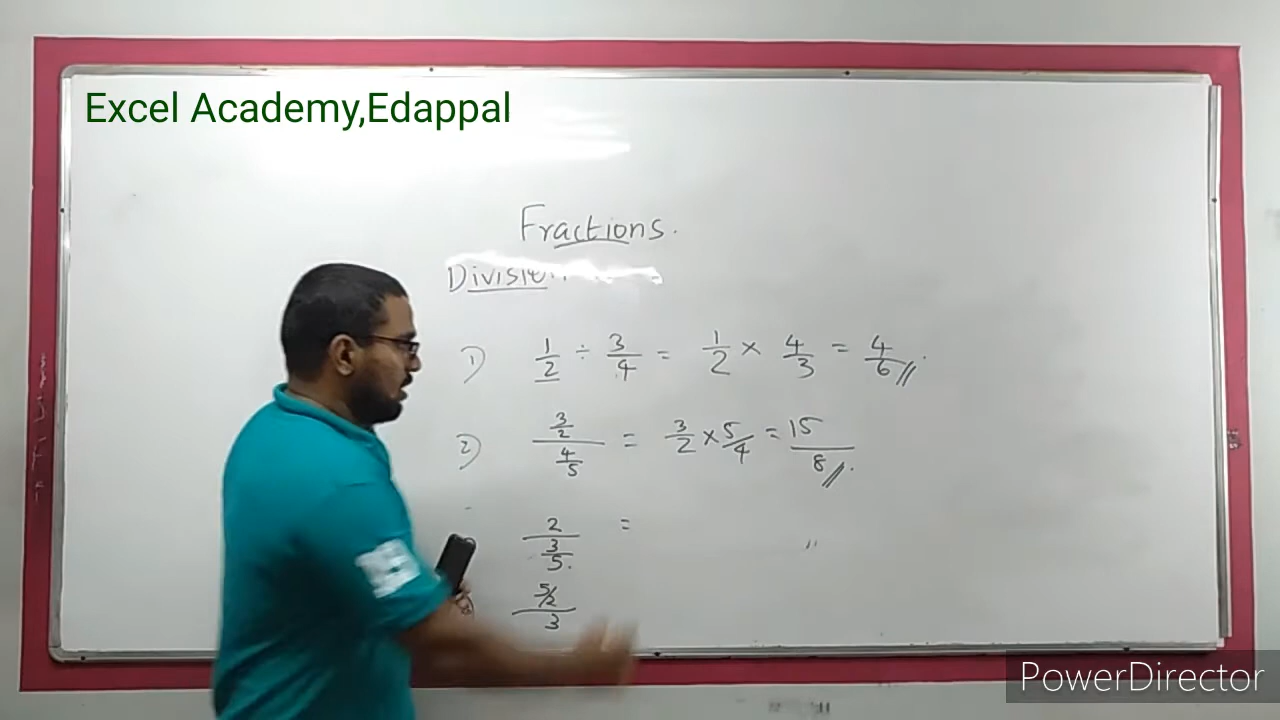 Excel Academy,Edappal
Fractions.
Division
1) 1/2 ÷ 3/4 = 1/2 × 4/3 = 4/6 //.
2) (3/2)/(4/5) = 3/2 × 5/4 = 15/8 //.
2/(3/5). =
(5/2)/3
PowerDirector